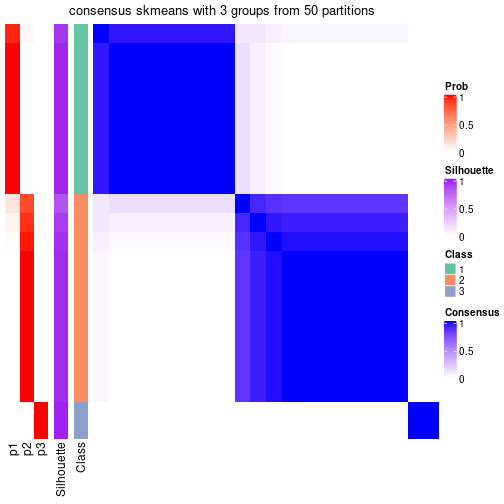 consensus skmeans with 3 groups from 50 partitions
Prob
1
0.5
0
Silhouette
1
0.5
0
Class
1
2
3
Consensus
1
0.5
0
p1
p2
p3
Silhouette
Class